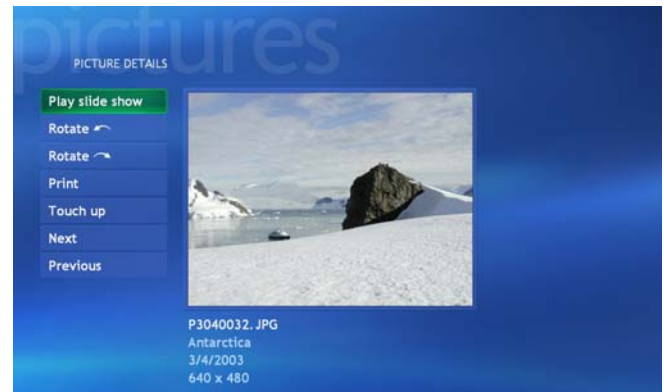 pictures
PICTURE DETAILS
Play slide show
Rotate
Rotate
Print
Touch up
Next
Previous
P3040032.JPG
Antarctica
3/4/2003
640 x 480